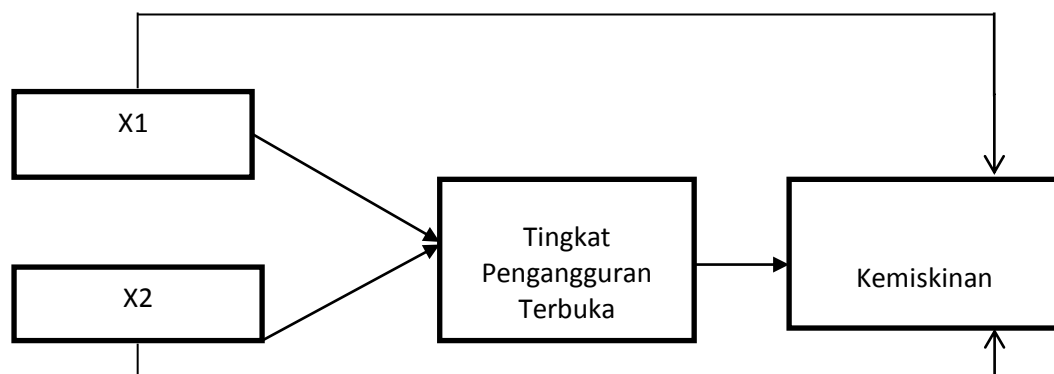 X1
X2
Tingkat
Pengangguran
Terbuka
Kemiskinan